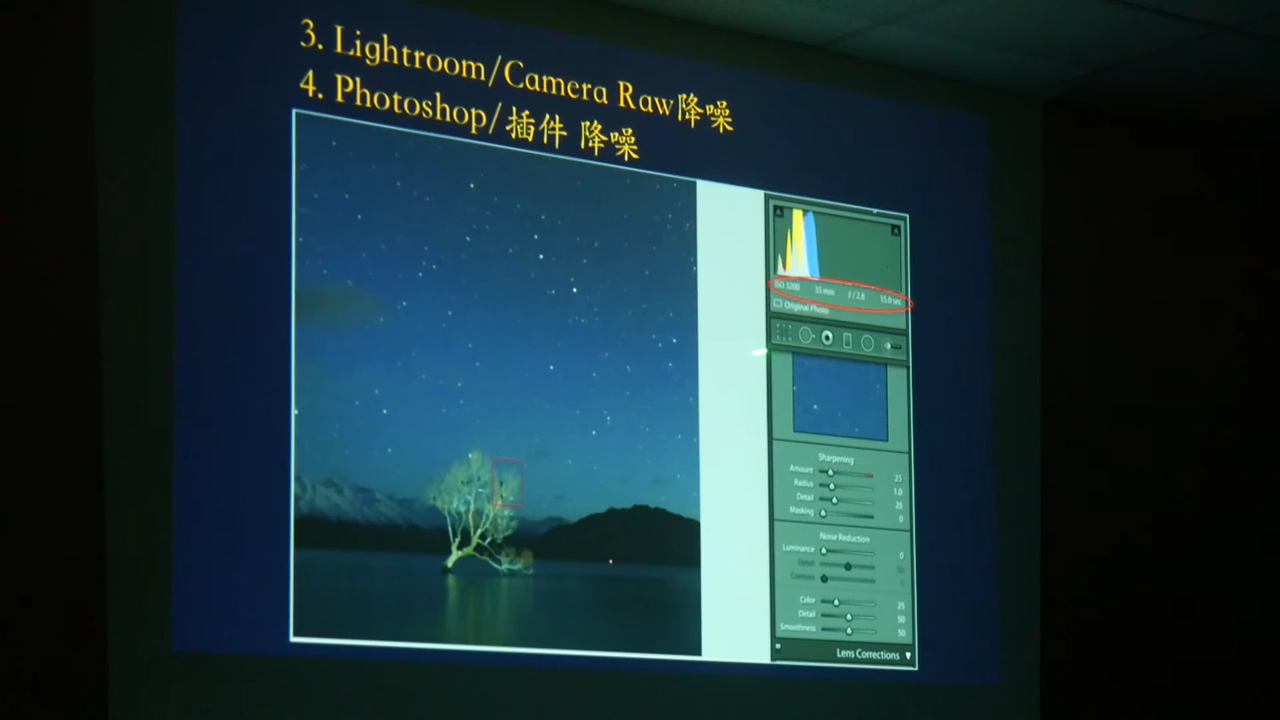 3. Lightroom/Camera Raw降噪
4. Photoshop/插件 降噪
ISO 3200 35 mm f / 2.8 15.0 sec
Original Photo
Sharpening
Amount 25
Radius 1.0
Detail 25
Masking 0
Noise Reduction
Luminance 0
Detail
Contrast
Color 25
Detail 50
Smoothness 50
Lens Corrections